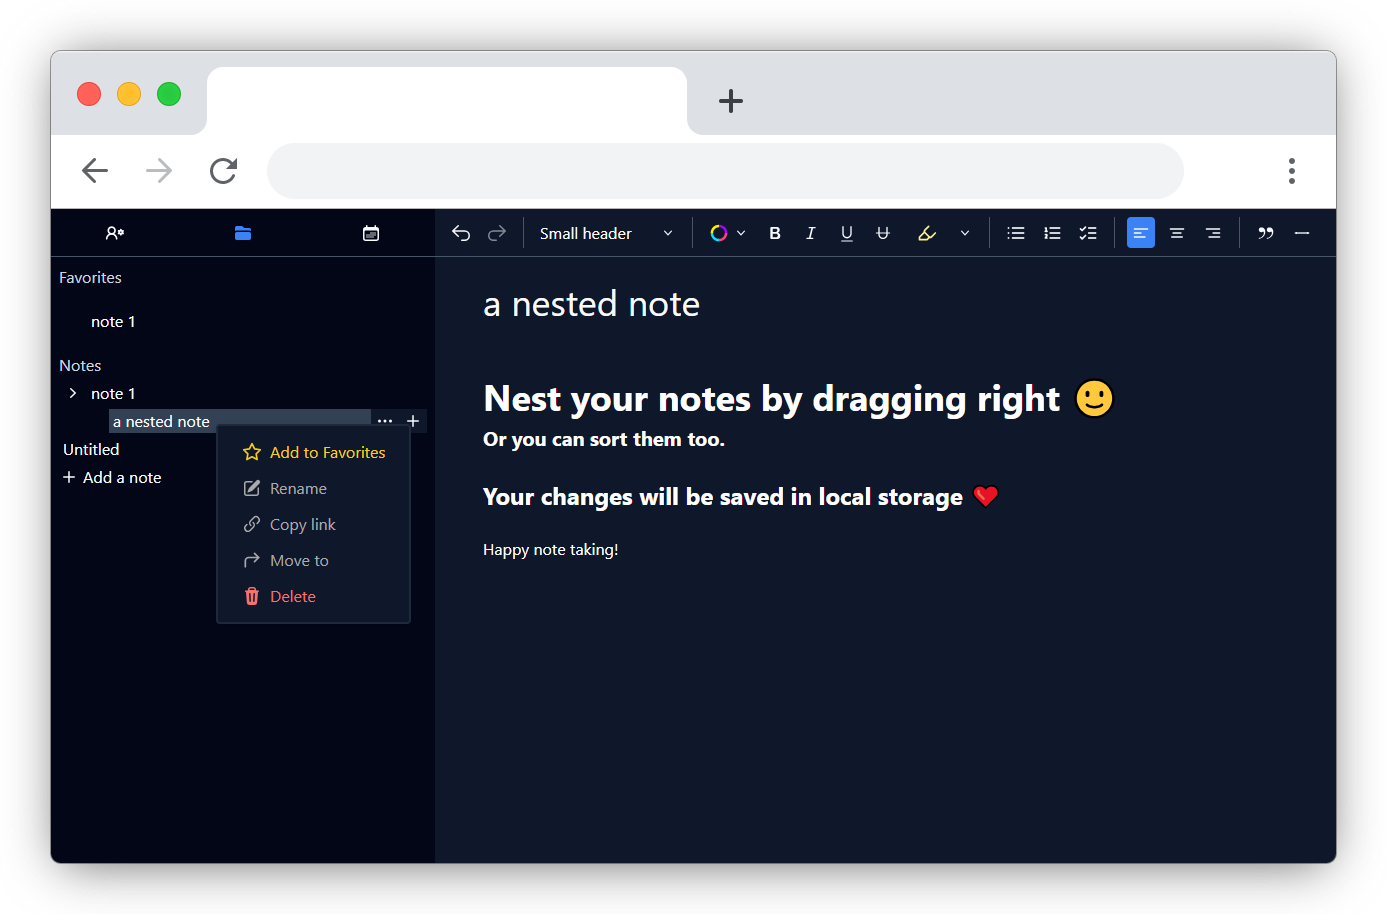 Small header
B I U
Favorites
note 1
Notes
note 1
a nested note
Untitled
Add a note
Add to Favorites
Rename
Copy link
Move to
Delete
a nested note
Nest your notes by dragging right 🙂
Or you can sort them too.
Your changes will be saved in local storage ❤️
Happy note taking!